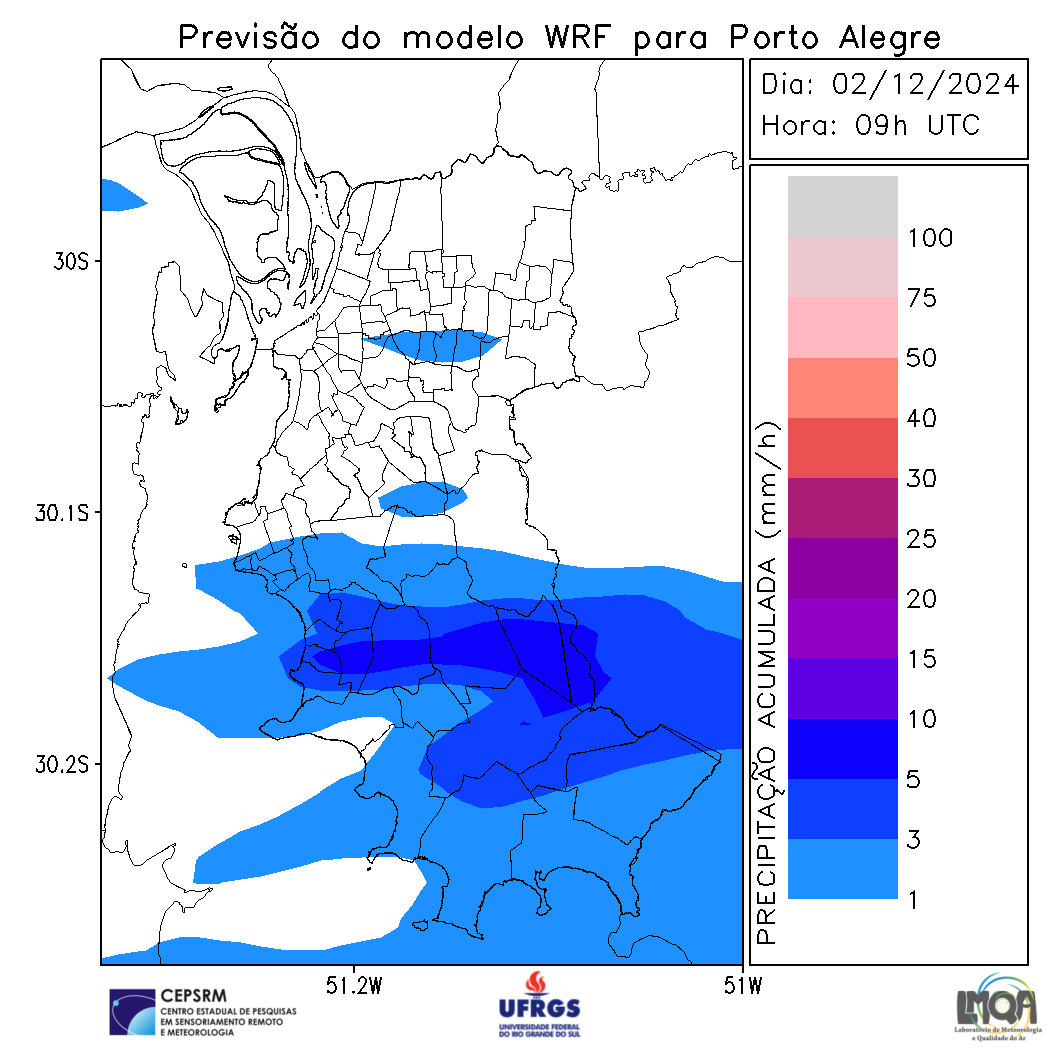 Previsão do modelo WRF para Porto Alegre
Dia: 02/12/2024
Hora: 09h UTC
30S
30.1S
30.2S
51.2W
51W
PRECIPITAÇÃO ACUMULADA (mm/h)
100
75
50
40
30
25
20
15
10
5
3
1
CEPSRM
CENTRO ESTADUAL DE PESQUISAS
EM SENSORIAMENTO REMOTO
E METEOROLOGIA
UFRGS
UNIVERSIDADE FEDERAL
DO RIO GRANDE DO SUL
LMQA
Laboratório de Meteorologia
e Qualidade do Ar